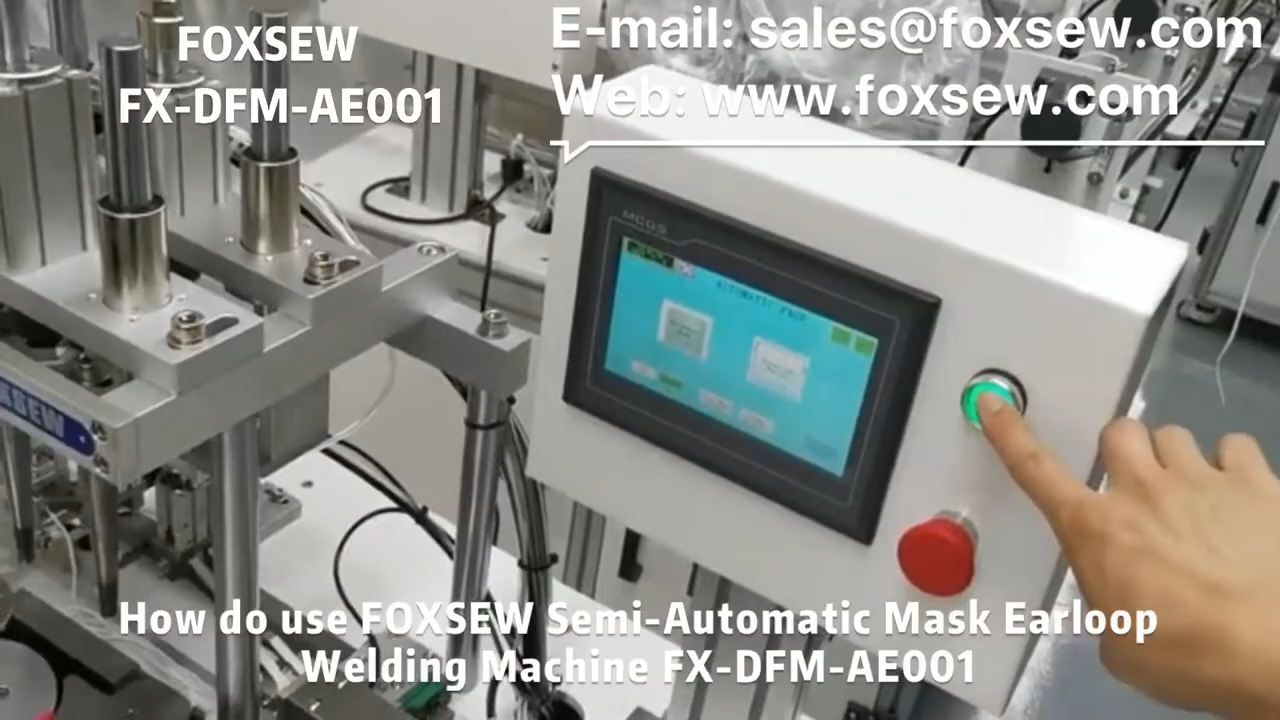 FOXSEW
FX-DFM-AE001
E-mail: sales@foxsew.com
Web: www.foxsew.com
MCGS
AUTOMATIC PAGE
How do use FOXSEW Semi-Automatic Mask Earloop
Welding Machine FX-DFM-AE001